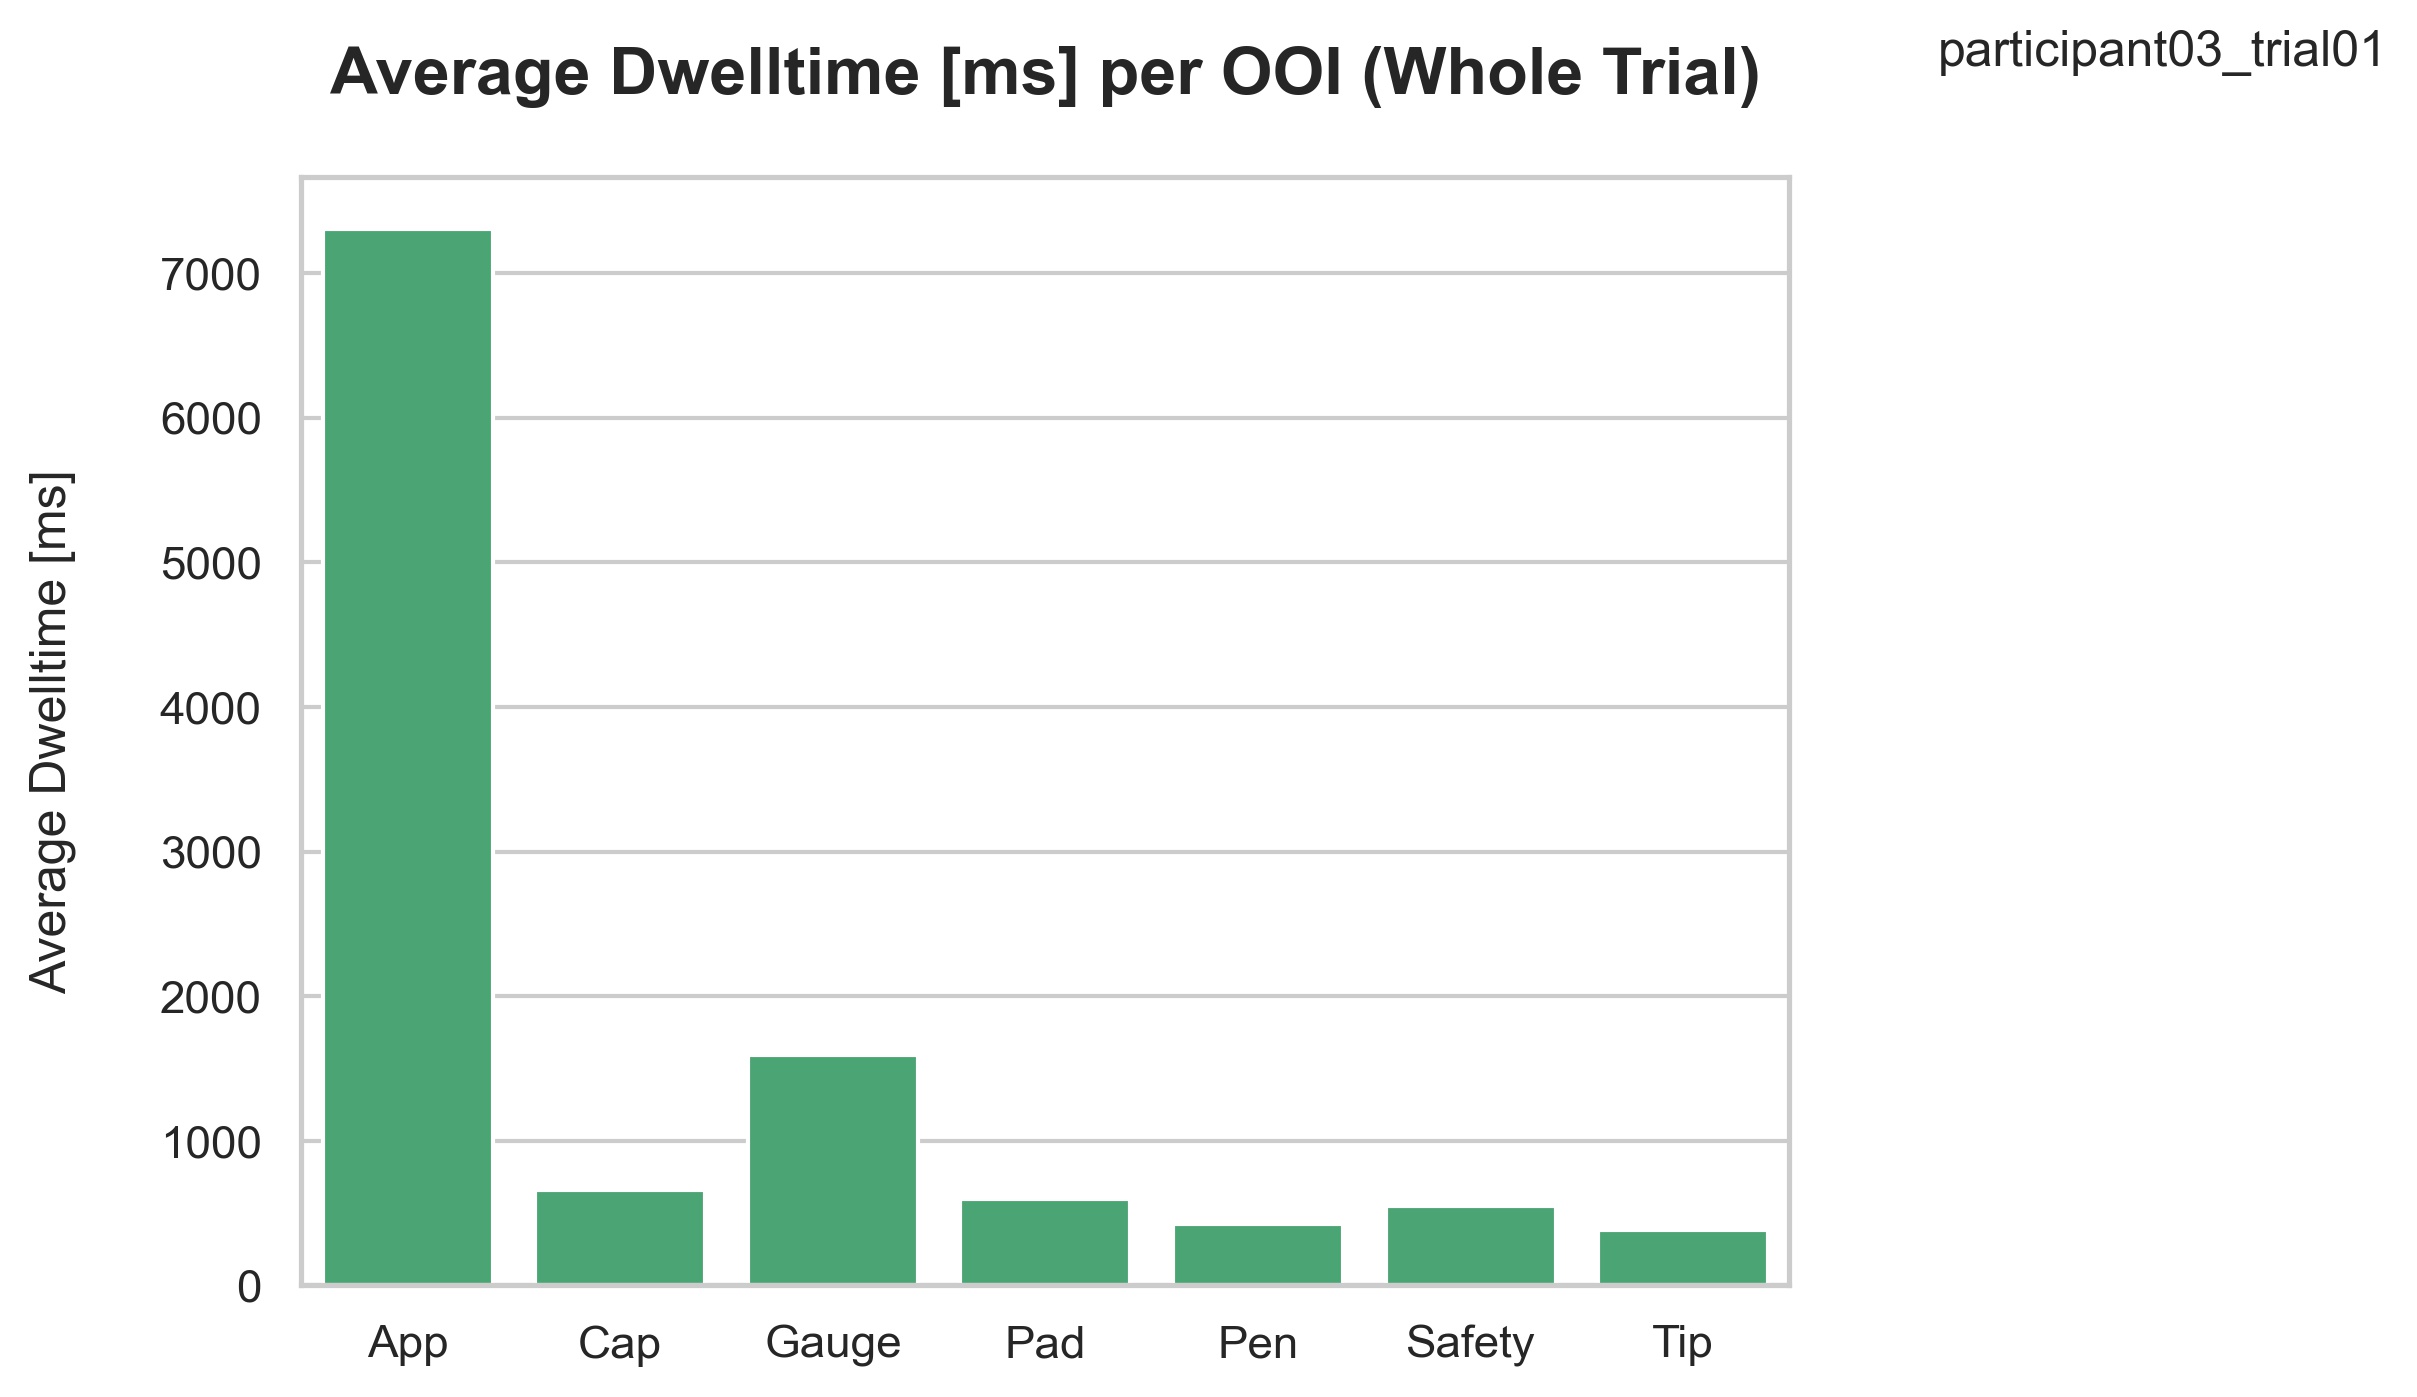 Average Dwelltime [ms] per OOI (Whole Trial)
participant03_trial01
Average Dwelltime [ms]
7000
6000
5000
4000
3000
2000
1000
0
App Cap Gauge Pad Pen Safety Tip